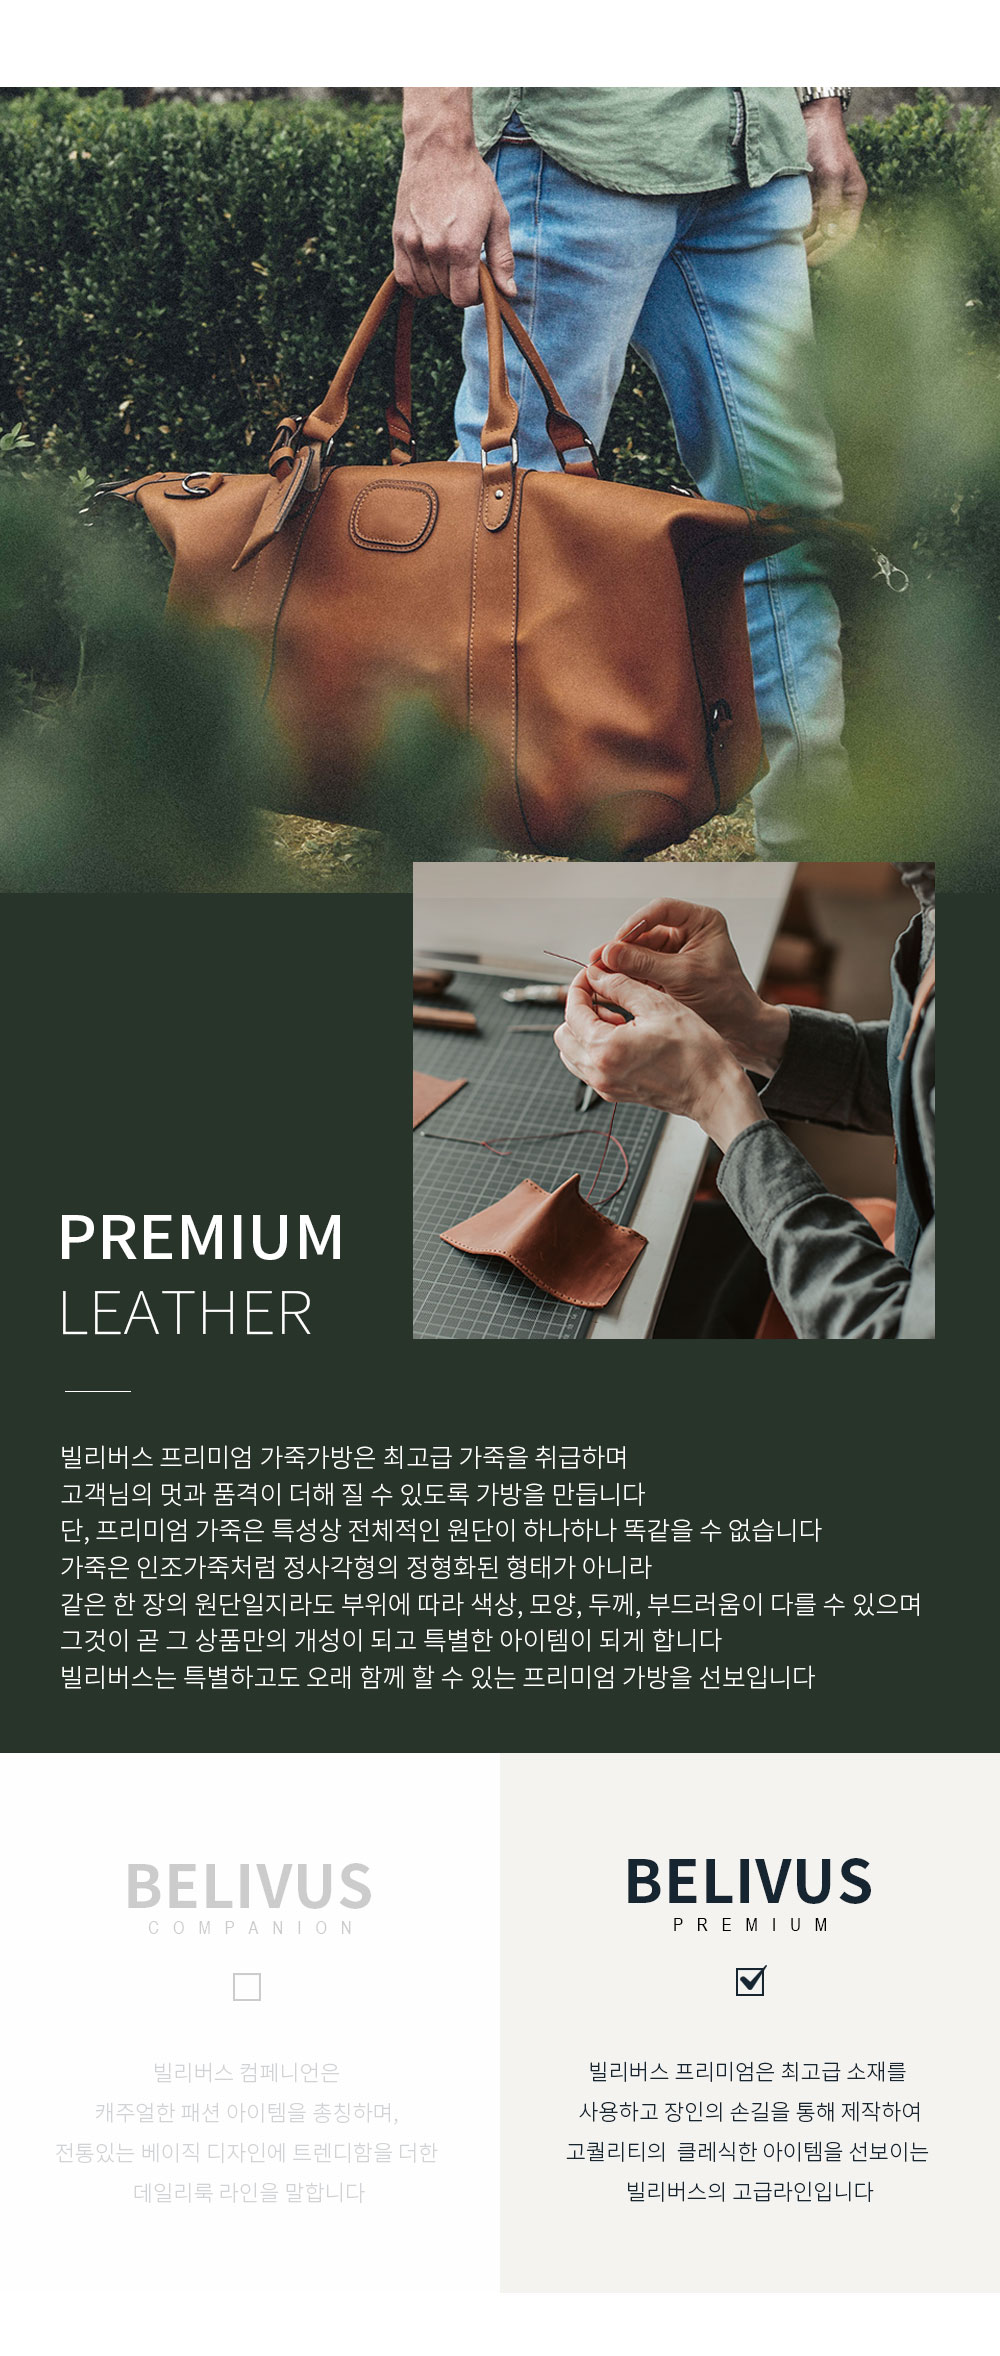 PREMIUM
LEATHER
빌리버스 프리미엄 가죽가방은 최고급 가죽을 취급하며
고객님의 멋과 품격이 더해 질 수 있도록 가방을 만듭니다
단, 프리미엄 가죽은 특성상 전체적인 원단이 하나하나 똑같을 수 없습니다
가죽은 인조가죽처럼 정사각형의 정형화된 형태가 아니라
같은 한 장의 원단일지라도 부위에 따라 색상, 모양, 두께, 부드러움이 다를 수 있으며
그것이 곧 그 상품만의 개성이 되고 특별한 아이템이 되게 합니다
빌리버스는 특별하고도 오래 함께 할 수 있는 프리미엄 가방을 선보입니다
BELIVUS
COMPANION
빌리버스 컴페니언은
캐주얼한 패션 아이템을 총칭하며,
전통있는 베이직 디자인에 트렌디함을 더한
데일리룩 라인을 말합니다
BELIVUS
PREMIUM
빌리버스 프리미엄은 최고급 소재를
사용하고 장인의 손길을 통해 제작하여
고퀄리티의 클레식한 아이템을 선보이는
빌리버스의 고급라인입니다